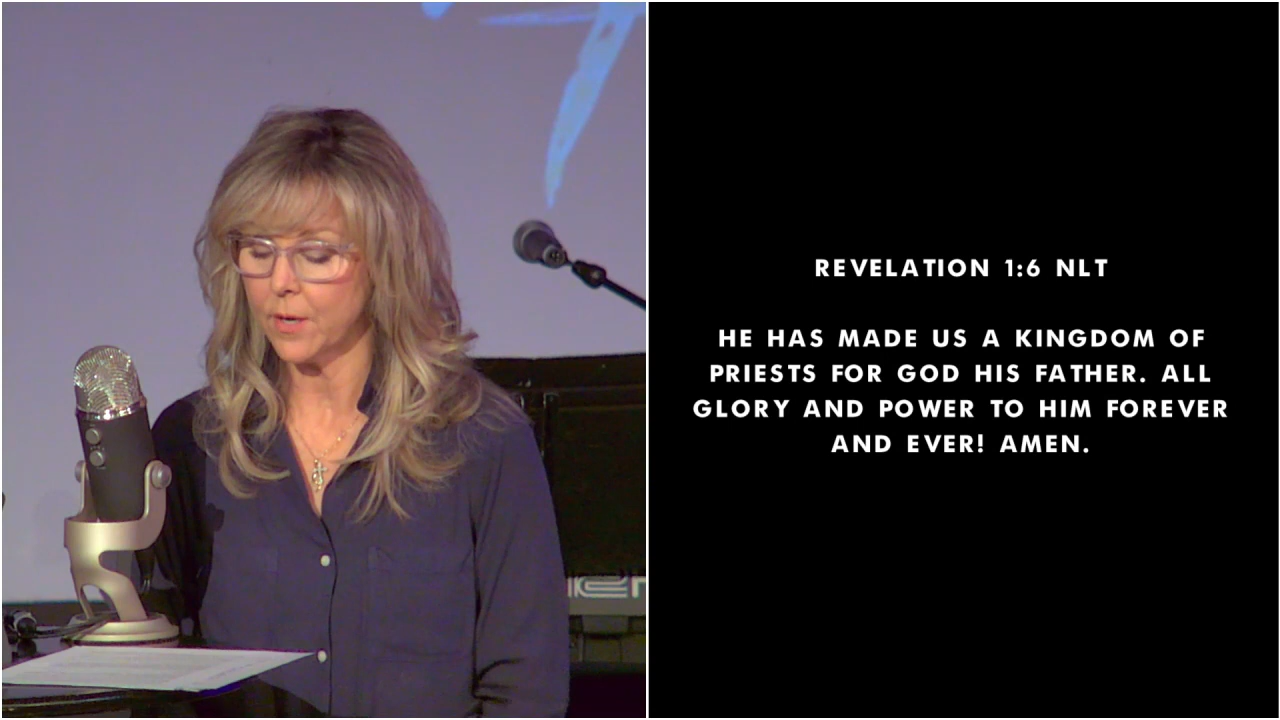 REVELATION 1:6 NLT
HE HAS MADE US A KINGDOM OF
PRIESTS FOR GOD HIS FATHER. ALL
GLORY AND POWER TO HIM FOREVER
AND EVER! AMEN.